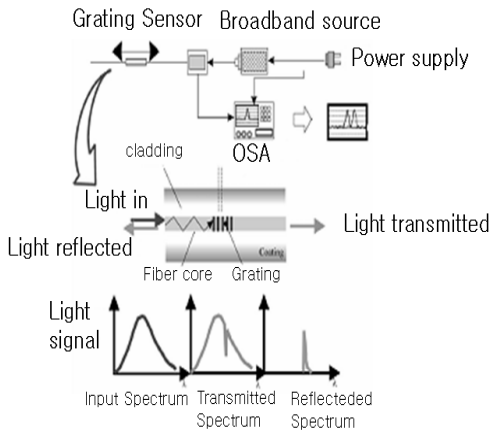 Grating Sensor
Broadband source
Power supply
OSA
cladding
Light in
Light reflected
Light transmitted
Coating
Fiber core
Grating
Light
signal
Input Spectrum
Transmitted
Spectrum
Reflecteded
Spectrum